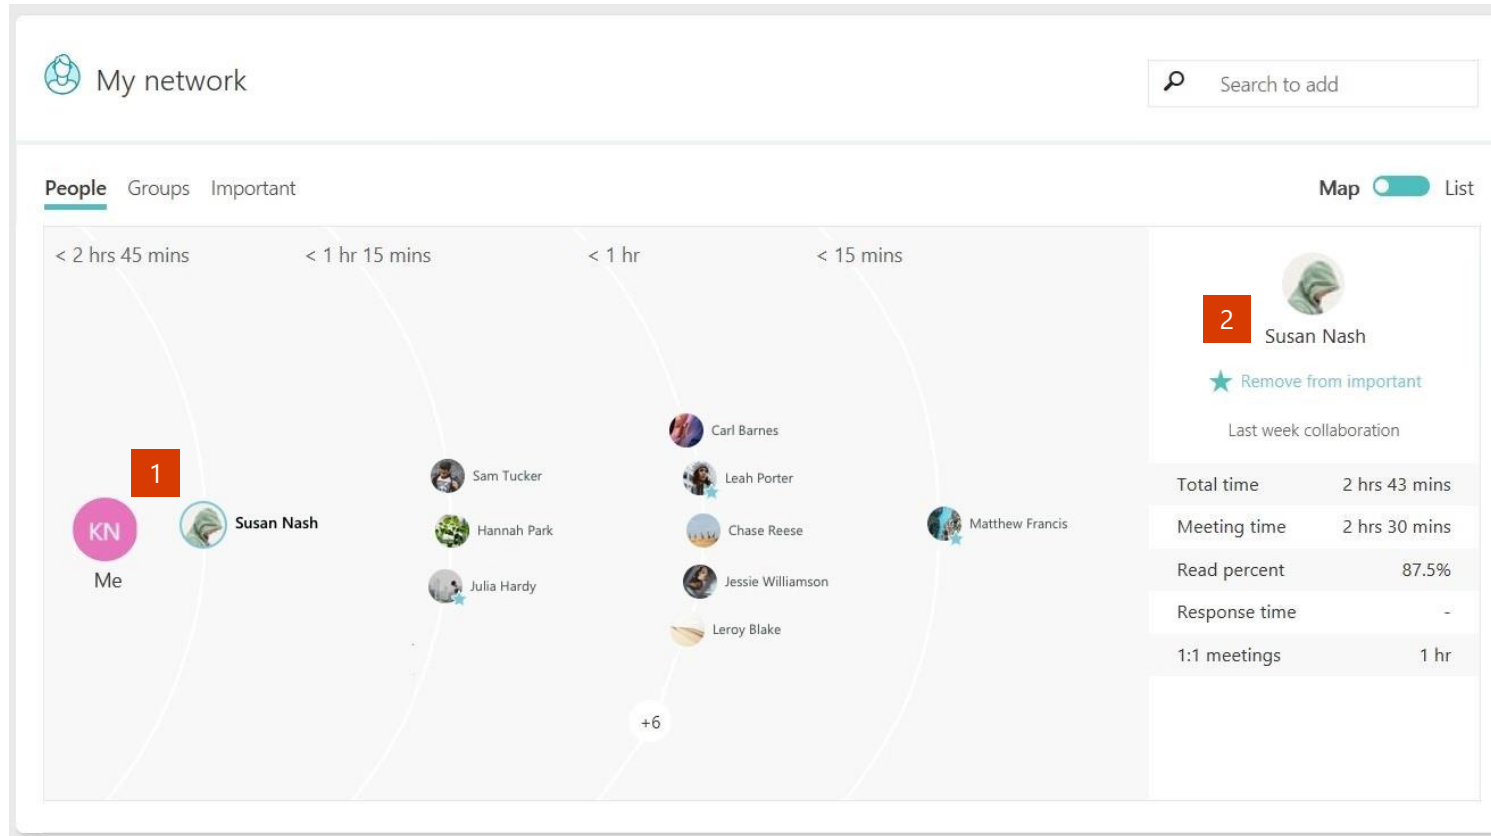 My network
Search to add
People Groups Important
Map List
< 2 hrs 45 mins < 1 hr 15 mins < 1 hr < 15 mins
1
KN
Me
Susan Nash
Sam Tucker
Hannah Park
Julia Hardy
Carl Barnes
Leah Porter
Chase Reese
Jessie Williamson
Leroy Blake
+6
Matthew Francis
2
Susan Nash
Remove from important
Last week collaboration
Total time 2 hrs 43 mins
Meeting time 2 hrs 30 mins
Read percent 87.5%
Response time -
1:1 meetings 1 hr